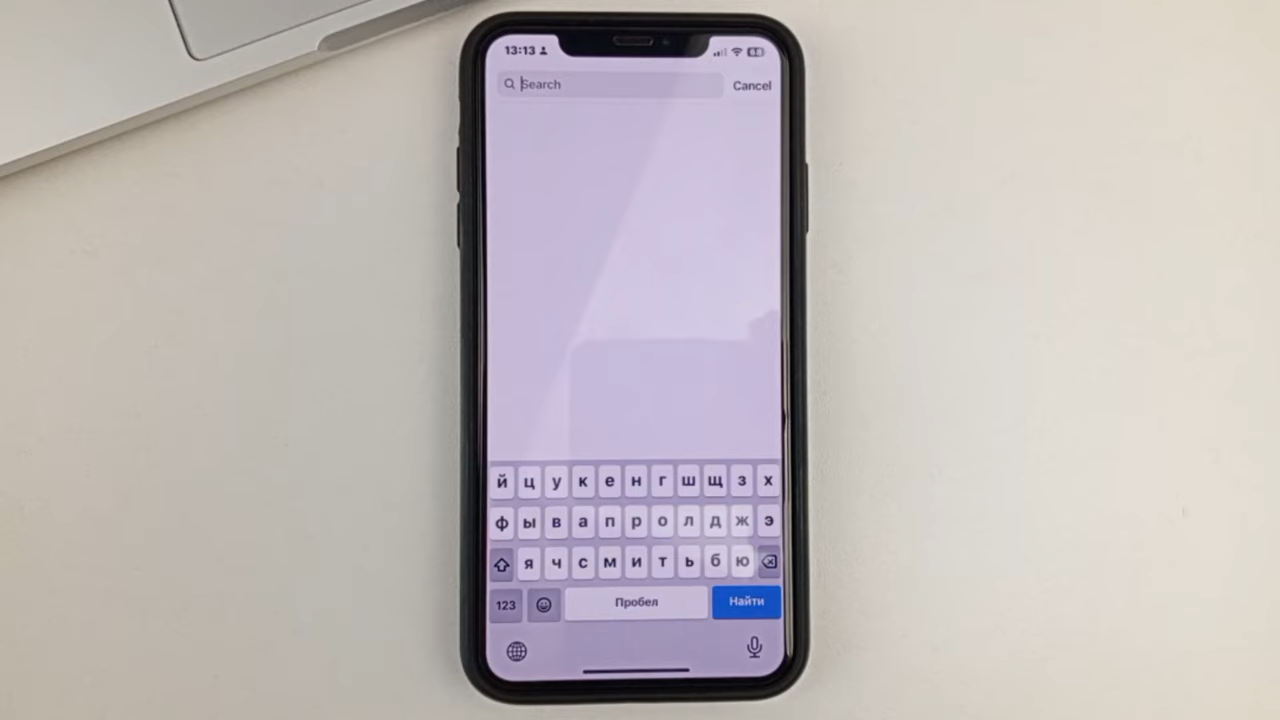 13:13
Search
Cancel
й ц у к е н г ш щ з х
ф ы в а п р о л д ж э
я ч с м и т ь б ю
123 Пробел Найти